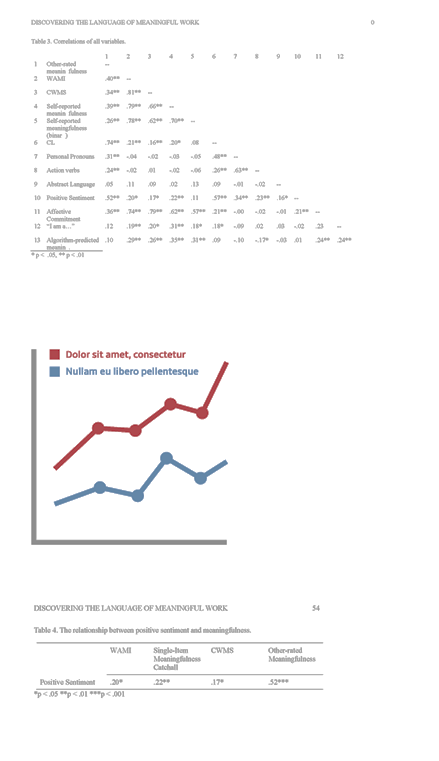 DISCOVERING THE LANGUAGE OF MEANINGFUL WORK 0
Table 3. Correlations of all variables.
1 2 3 4 5 6 7 8 9 10 11 12
1 Other-rated --
meanin fulness
2 WAMI .40** --
3 CWMS .34** .81** --
4 Self-reported .39** .79** .66** --
meanin fulness
5 Self-reported .26** .78** .62** .70** --
meaningfulness
(binar )
6 CL .74** .21** .16** .20* .08 --
7 Personal Pronouns .31** -.04 -.02 -.03 -.05 .48** --
8 Action verbs .24** -.02 .01 -.02 -.06 .26** .63** --
9 Abstract Language .05 .11 .09 .02 .13 .09 -.01 -.02 --
10 Positive Sentiment .52** .20* .17* .22** .11 .57** .34** .23** .16* --
11 Affective .36** .74** .79** .62** .57** .21** -.00 -.02 -.01 .21** --
Commitment
12 "I am a…" .12 .19** .20* .31** .18* .18* -.09 .02 .03 -.02 .23 --
13 Algorithm-predicted .10 .29** .26** .35** .31** .09 -.10 -.17* -.03 .01 .24** .24**
meanin .
* p < .05, ** p < .01
Dolor sit amet, consectetur
Nullam eu libero pellentesque
DISCOVERING THE LANGUAGE OF MEANINGFUL WORK 54
Table 4. The relationship between positive sentiment and meaningfulness.
WAMI Single-Item CWMS Other-rated
Meaningfulness Meaningfulness
Catchall
Positive Sentiment .20* .22** .17* .52***
*p < .05 **p < .01 ***p < .001